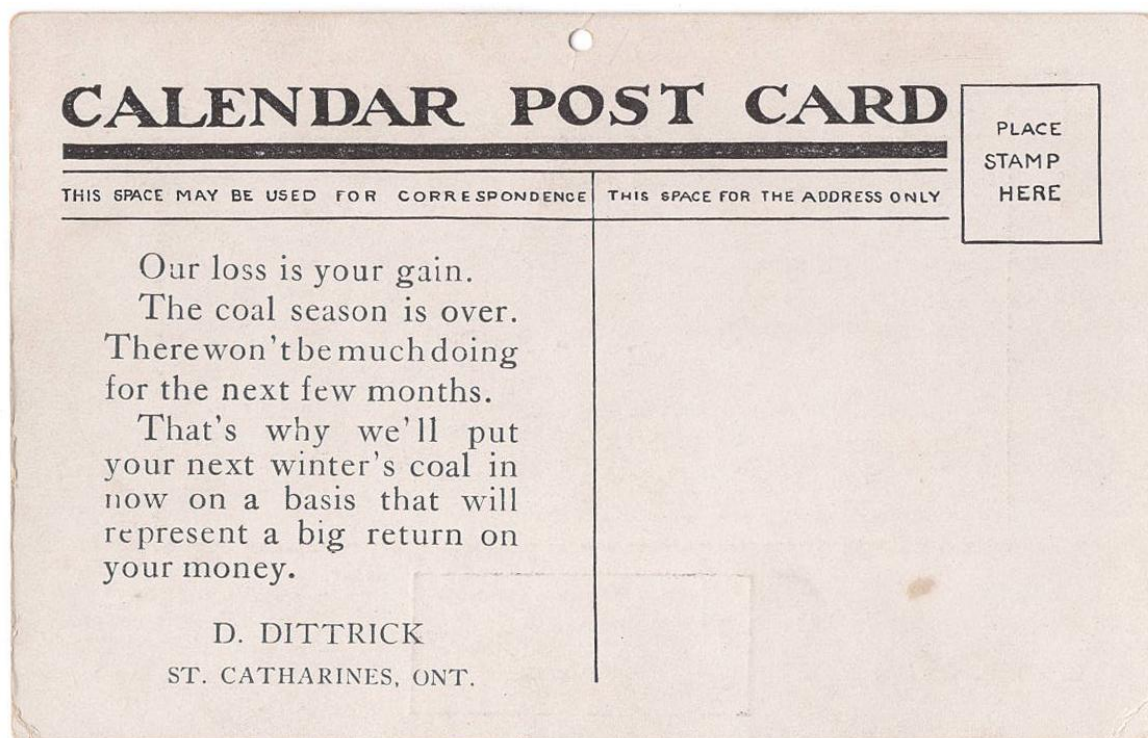 CALENDAR POST CARD
PLACE
STAMP
HERE
THIS SPACE MAY BE USED FOR CORRESPONDENCE
THIS SPACE FOR THE ADDRESS ONLY
Our loss is your gain.
The coal season is over.
There won't be much doing
for the next few months.
That's why we'll put
your next winter's coal in
now on a basis that will
represent a big return on
your money.
D. DITTRICK
ST. CATHARINES, ONT.